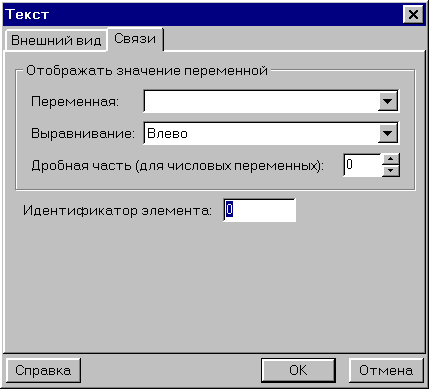 Текст
Внешний вид Связи
Отображать значение переменной
Переменная:
Выравнивание: Влево
Дробная часть (для числовых переменных): 0
Идентификатор элемента: 0
Справка OK Отмена